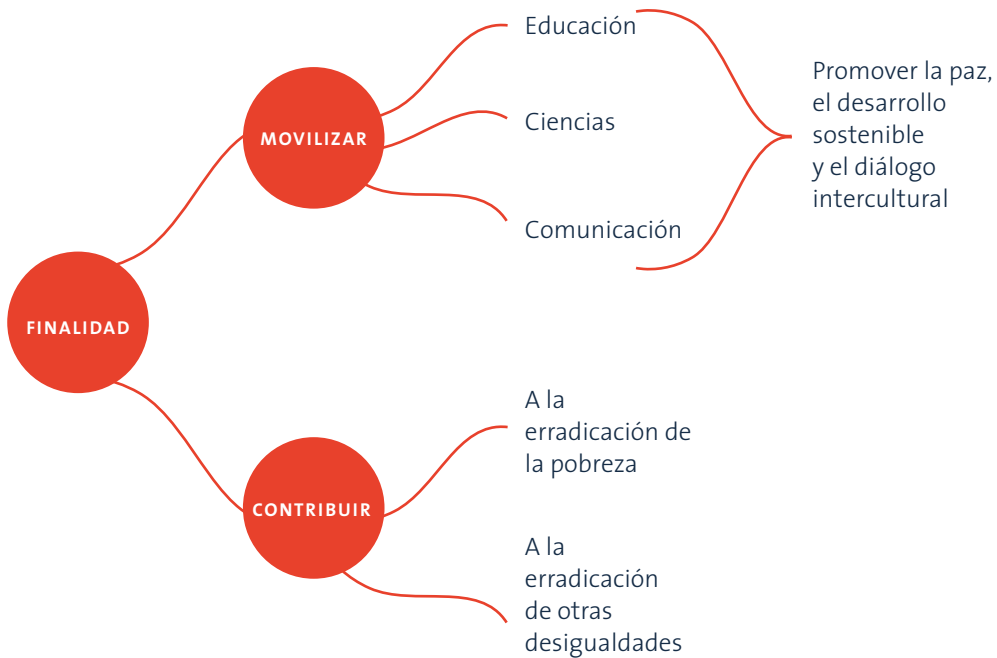 FINALIDAD
MOVILIZAR
Educación
Ciencias
Comunicación
Promover la paz,
el desarrollo
sostenible
y el diálogo
intercultural
CONTRIBUIR
A la
erradicación de
la pobreza
A la
erradicación
de otras
desigualdades